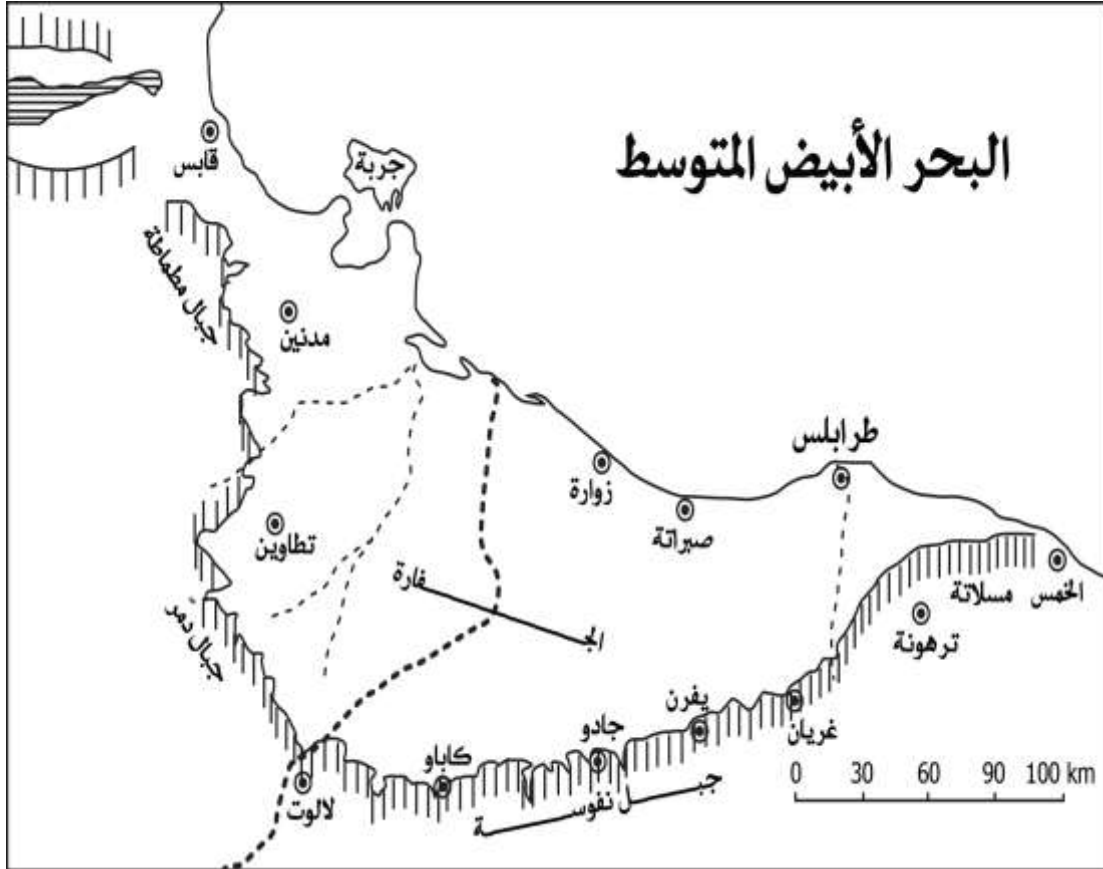 البحر الأبيض المتوسط
قابس
جربة
جبال مطماطة
مدنين
طرابلس
زوارة
صبراتة
تطاوين
الجفارة
الخمس
مسلاتة
ترهونة
جبال دمر
يفرن
غريان
جادو
كاباو
لالوت
جبل نفوسة
0 30 60 90 100 km